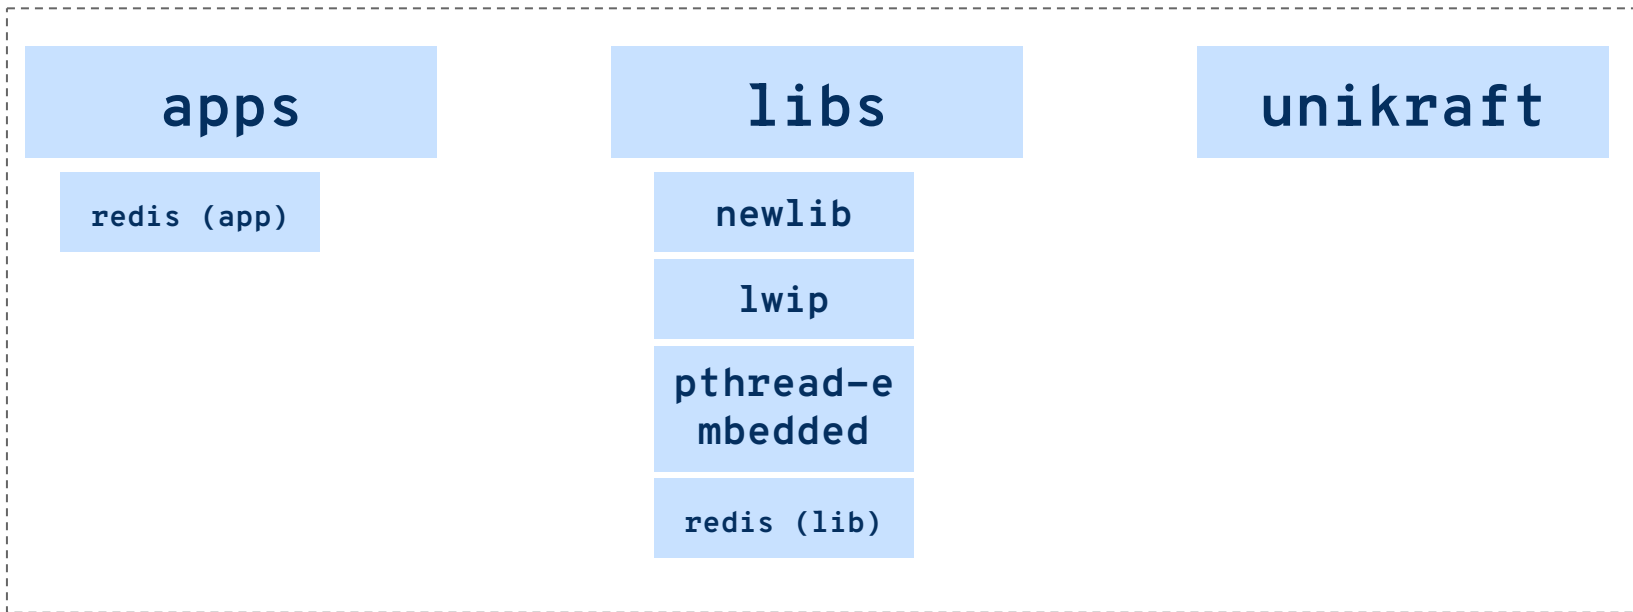 apps
libs
unikraft
redis (app)
newlib
lwip
pthread-e
mbedded
redis (lib)